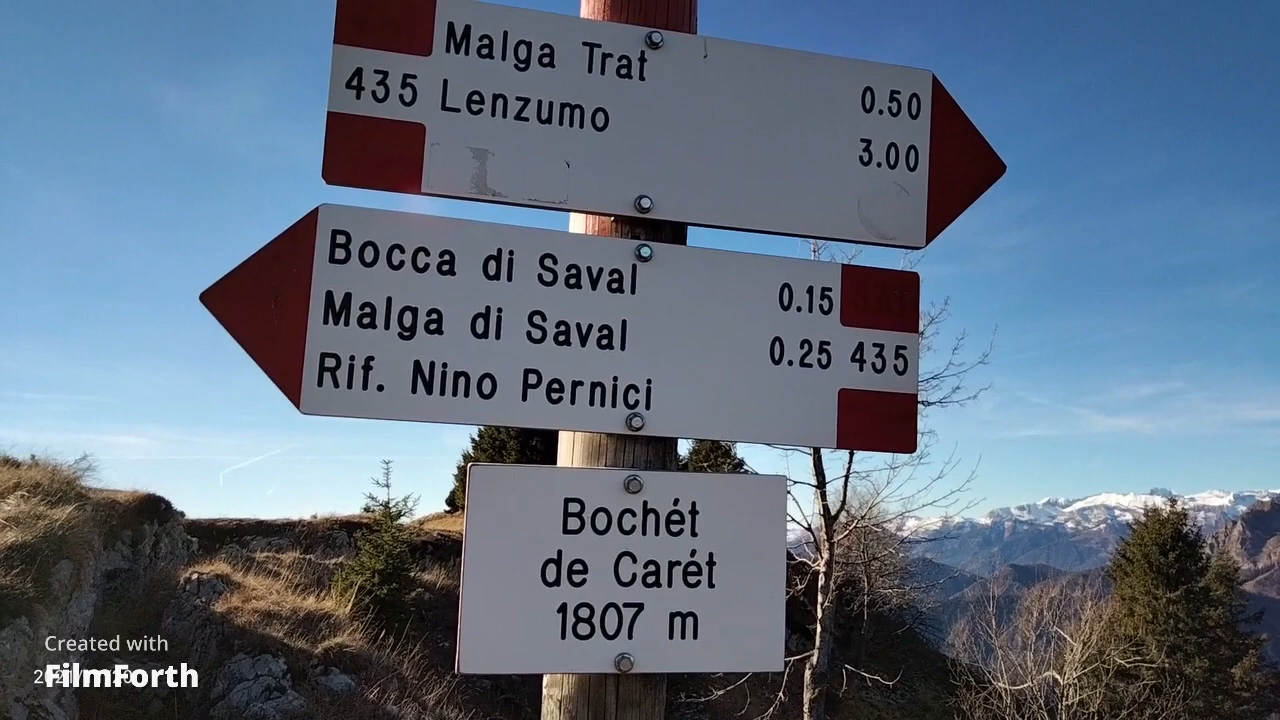 Malga Trat 0.50
435 Lenzumo 3.00
Bocca di Saval 0.15
Malga di Saval 0.25 435
Rif. Nino Pernici
Bochét
de Carét
1807 m
Created with
FilmForth